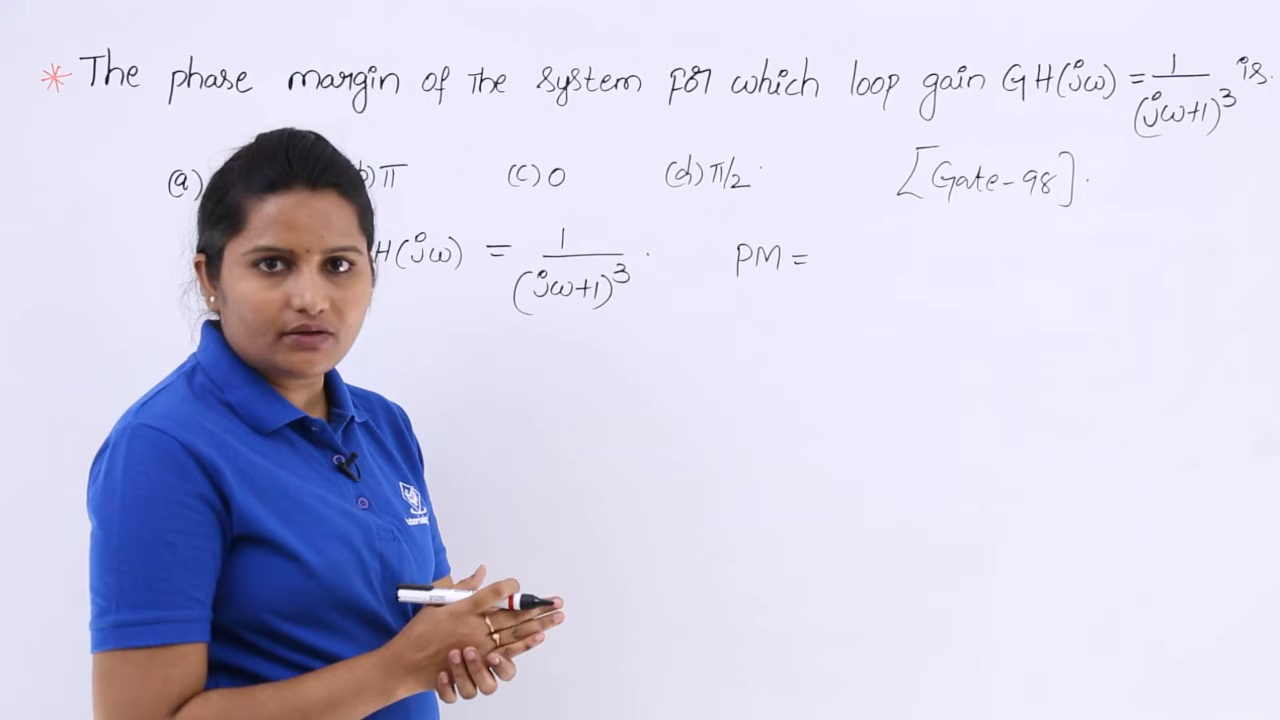 * The phase margin of the system for which loop gain GH(jω) = 1/(jω+1)³ is.
(a) b) π (c) 0 (d) π/2. [Gate-98].
H(jω) = 1/(jω+1)³. PM =